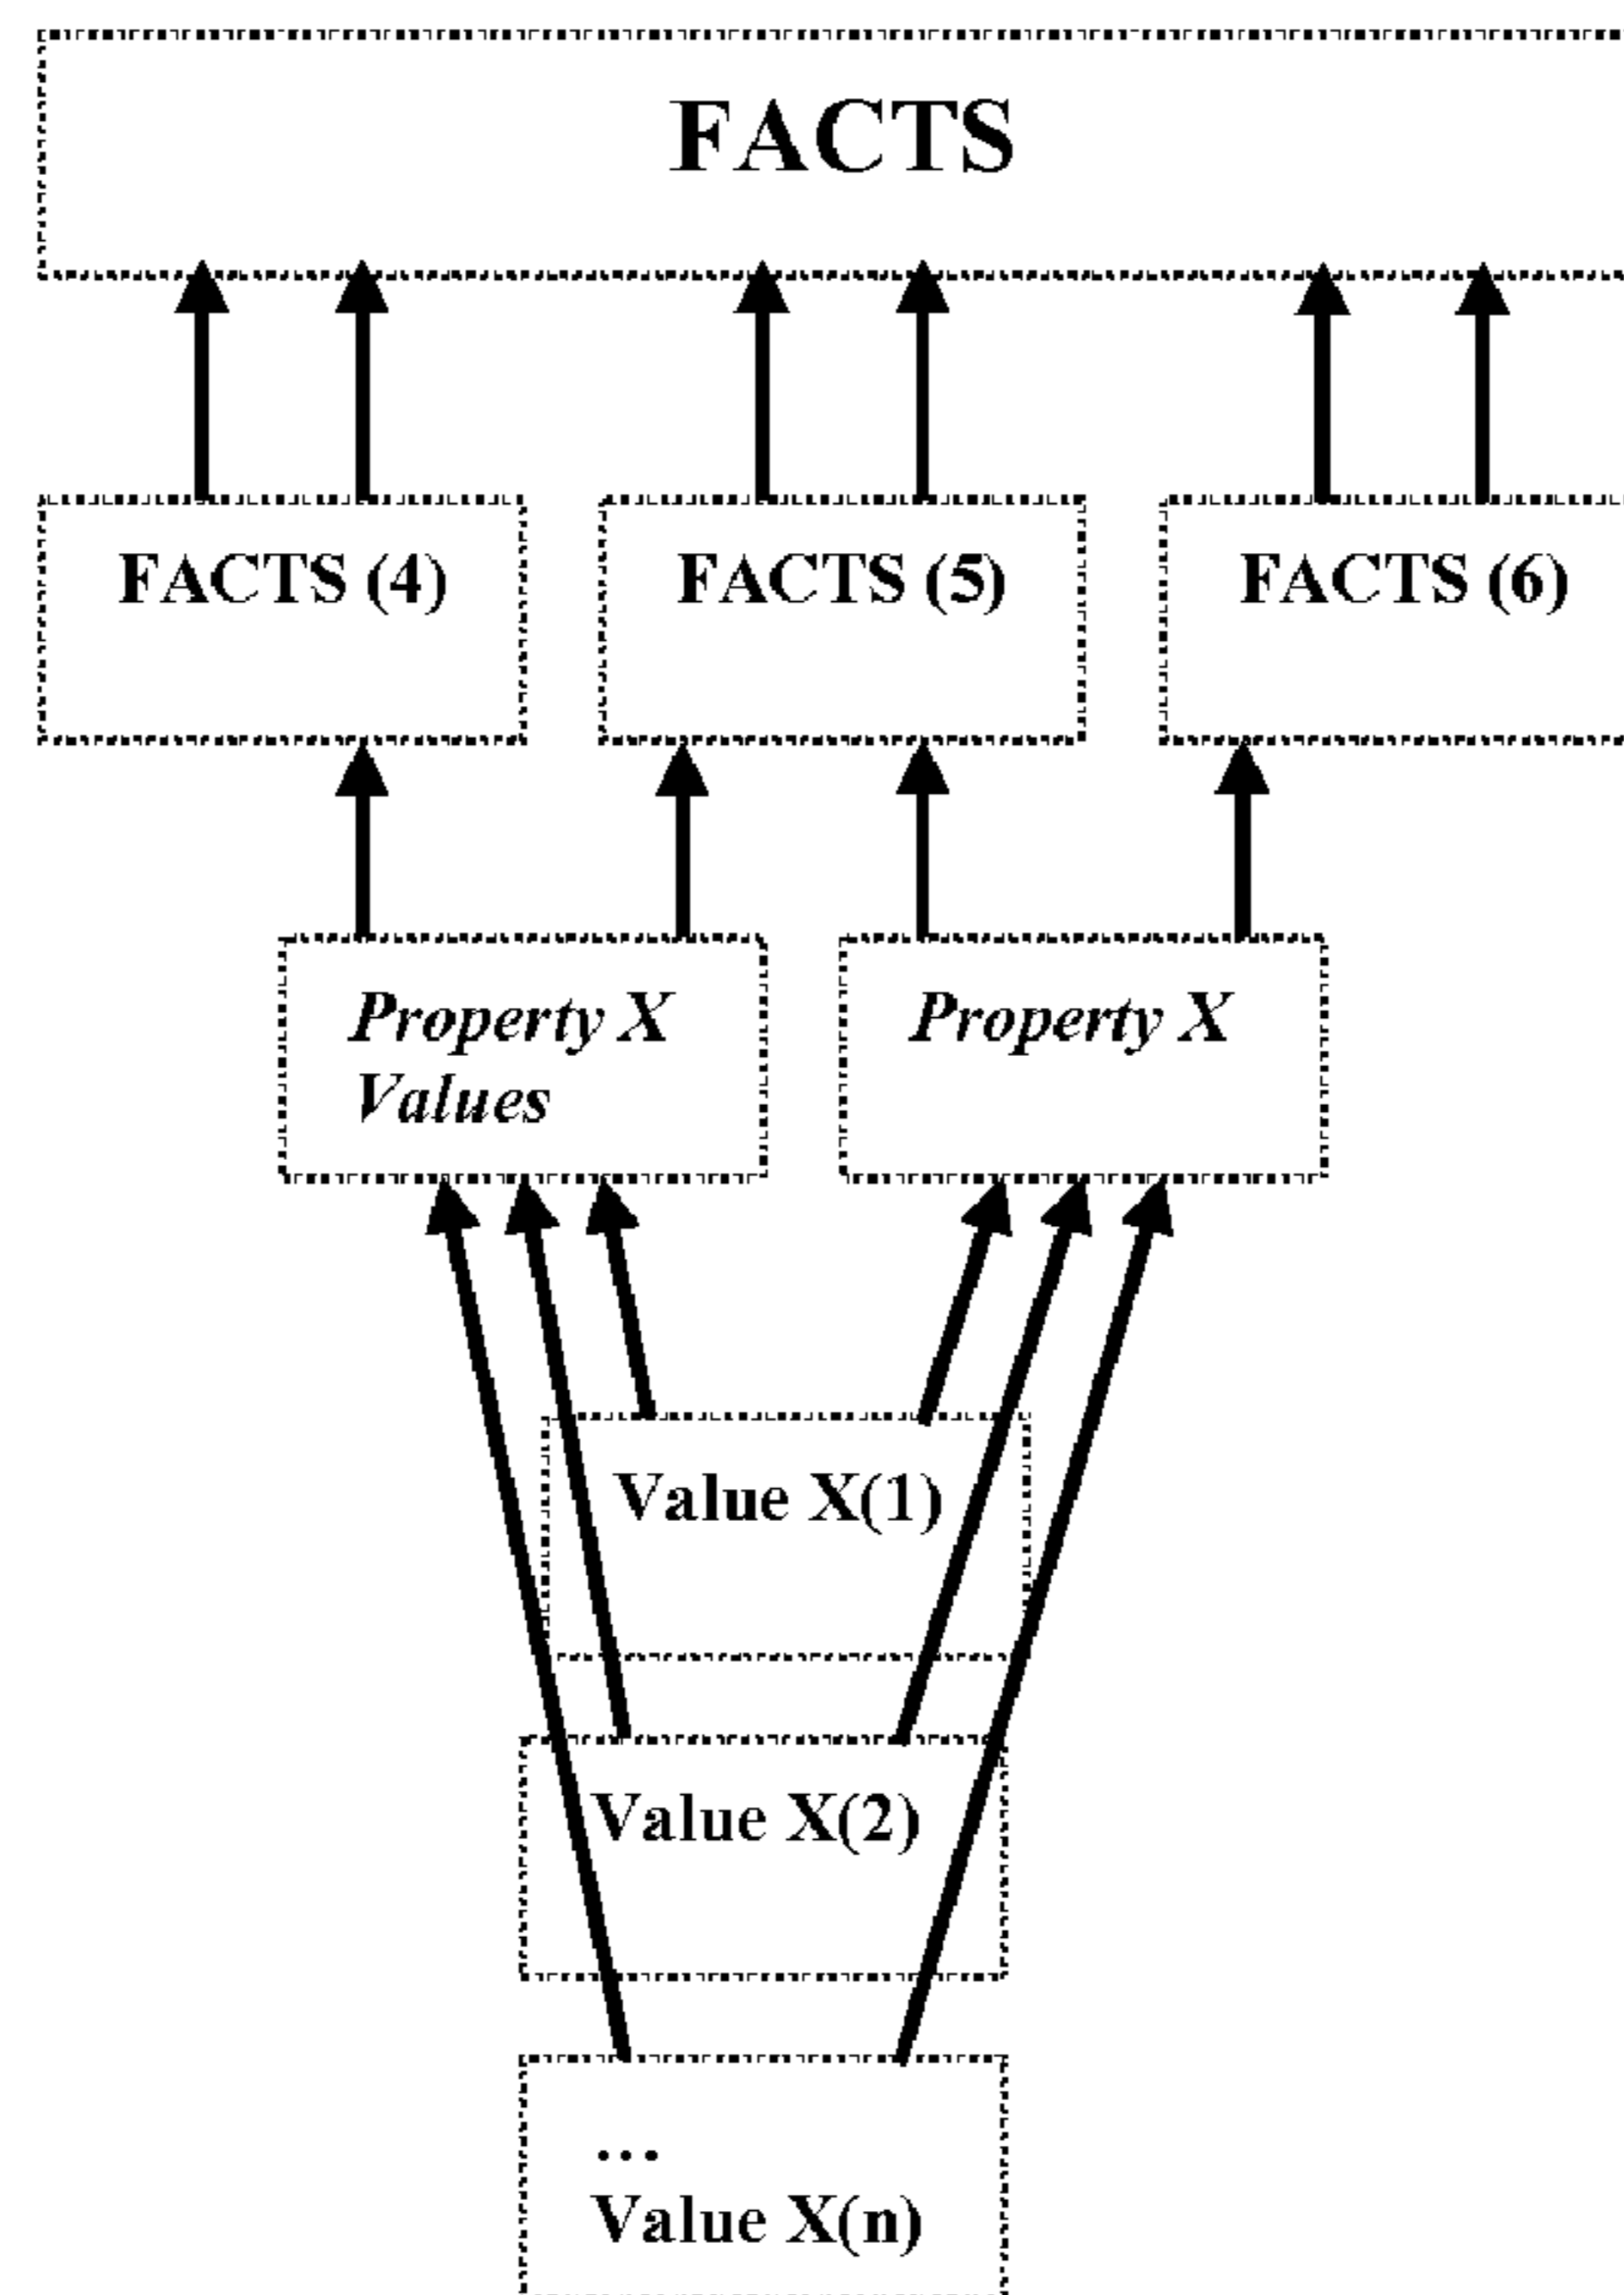 FACTS
FACTS (4)
FACTS (5)
FACTS (6)
Property X
Values
Property X
Value X(1)
Value X(2)
...
Value X(n)